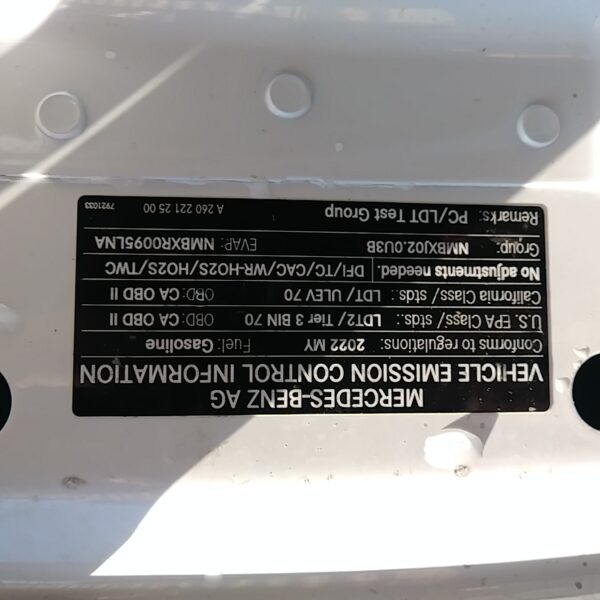 MERCEDES-BENZ AG
VEHICLE EMISSION CONTROL INFORMATION
Conforms to regulations: 2022 MY Fuel: Gasoline
U.S. EPA Class/ stds.: LDT2/ Tier 3 BIN 70 OBD: CA OBD II
California Class/ stds.: LDT/ ULEV 70 OBD: CA OBD II
No adjustments needed. DFI/TC/CAC/WR-HO2S/HO2S/TWC
Group: NMBXJ02.0U3B EVAP: NMBXR0095LNA
Remarks: PC/LDT Test Group
A 260 221 25 00 7921033